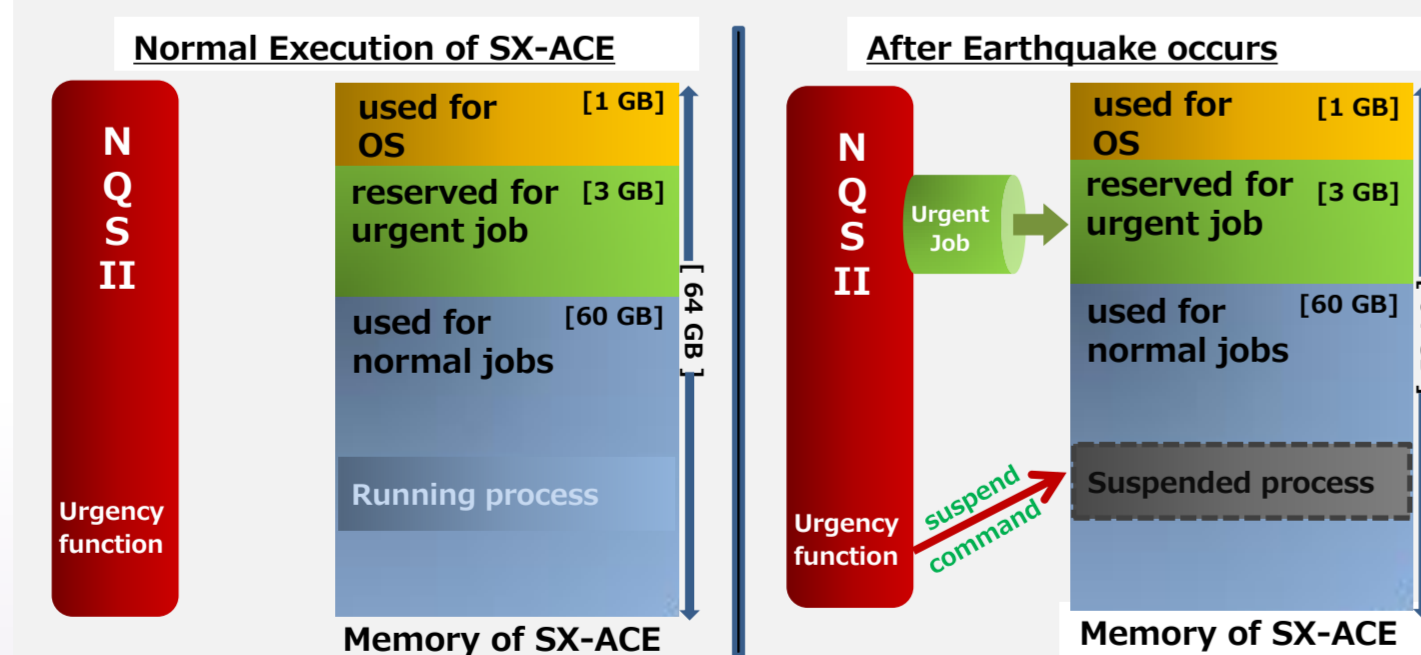 Normal Execution of SX-ACE
N
Q
S
II
Urgency
function
used for
OS
[1 GB]
reserved for
urgent job
[3 GB]
used for
normal jobs
[60 GB]
Running process
[ 64 GB ]
Memory of SX-ACE
After Earthquake occurs
N
Q
S
II
Urgent
Job
Urgency
function
suspend
command
used for
OS
[1 GB]
reserved for
urgent job
[3 GB]
used for
normal jobs
[60 GB]
Suspended process
Memory of SX-ACE